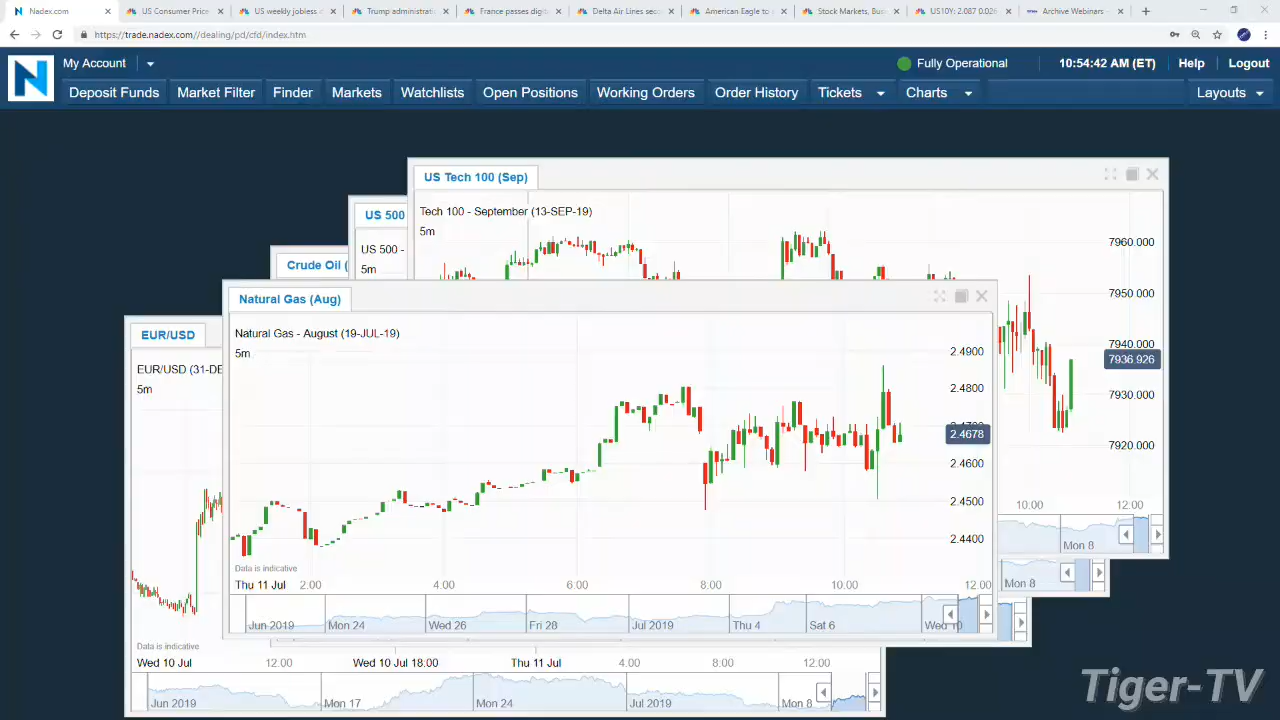 Nadex.com
US Consumer Price
US weekly jobless c
Trump administrati
France passes digit
Delta Air Lines sec
American Eagle to
Stock Markets, Busi
US10Y: 2.087 0.026
Archive Webinars -
https://trade.nadex.com//dealing/pd/cfd/index.htm
N
My Account
Fully Operational
10:54:42 AM (ET)
Help
Logout
Deposit Funds
Market Filter
Finder
Markets
Watchlists
Open Positions
Working Orders
Order History
Tickets
Charts
Layouts
US Tech 100 (Sep)
Tech 100 - September (13-SEP-19)
5m
7960.000
7950.000
7940.000
7936.926
7930.000
7920.000
10:00
12:00
Mon 8
US 500
US 500 -
5m
Mon 8
Crude Oil (
Natural Gas (Aug)
Natural Gas - August (19-JUL-19)
5m
2.4900
2.4800
2.4678
2.4600
2.4500
2.4400
Data is indicative
Thu 11 Jul
2:00
4:00
6:00
8:00
10:00
12:00
Jun 2019
Mon 24
Wed 26
Fri 28
Jul 2019
Thu 4
Sat 6
Wed 10
EUR/USD
EUR/USD (31-DE
5m
Data is indicative
Wed 10 Jul
12:00
Wed 10 Jul 18:00
Thu 11 Jul
4:00
8:00
12:00
Jun 2019
Mon 17
Mon 24
Jul 2019
Mon 8
Tiger-TV